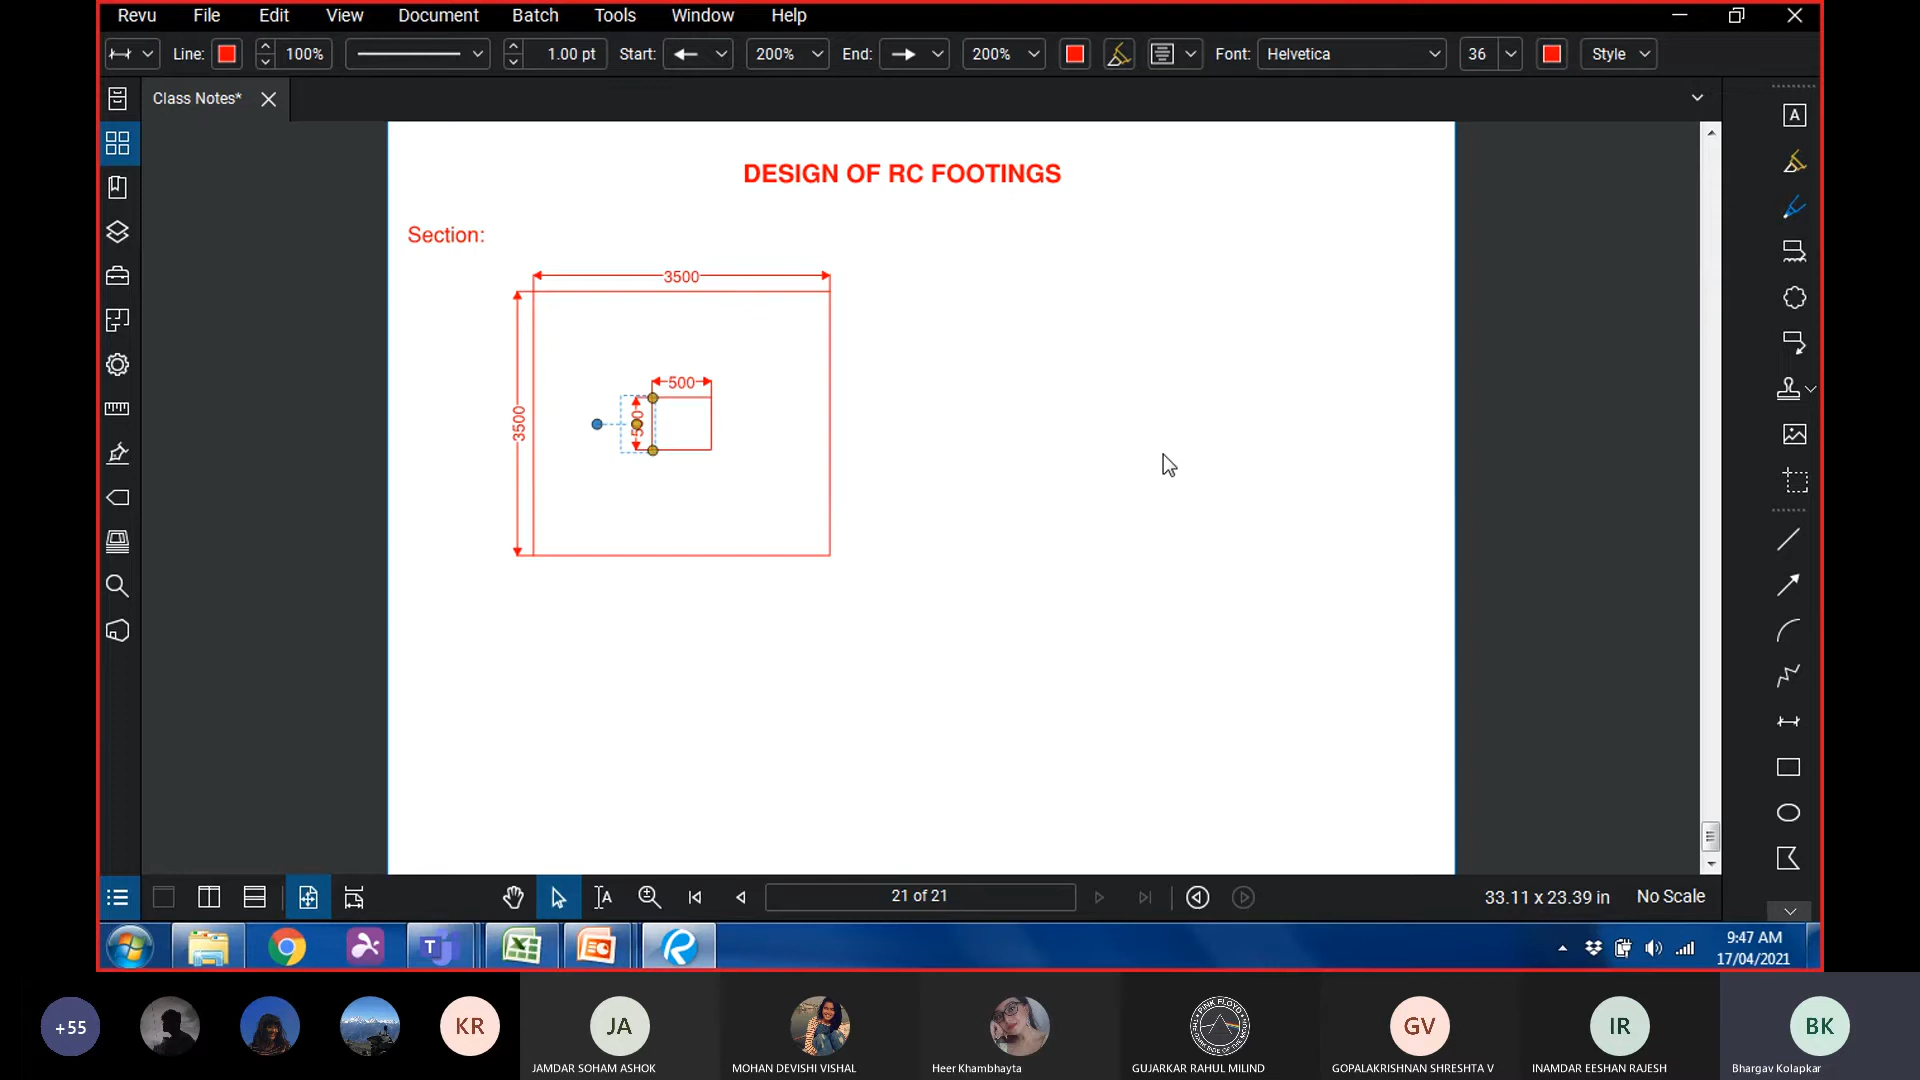 Revu File Edit View Document Batch Tools Window Help
Line: 100% 1.00 pt Start: 200% End: 200% Font: Helvetica 36 Style
Class Notes*
A
DESIGN OF RC FOOTINGS
Section:
3500
500
3500
500
21 of 21
33.11 x 23.39 in
No Scale
9:47 AM
17/04/2021
+55
KR
JA
GV
IR
BK
JAMDAR SOHAM ASHOK
MOHAN DEVISHI VISHAL
Heer Khambhayta
GUJARKAR RAHUL MILIND
GOPALAKRISHNAN SHRESHTA V
INAMDAR EESHAN RAJESH
Bhargav Kolapkar